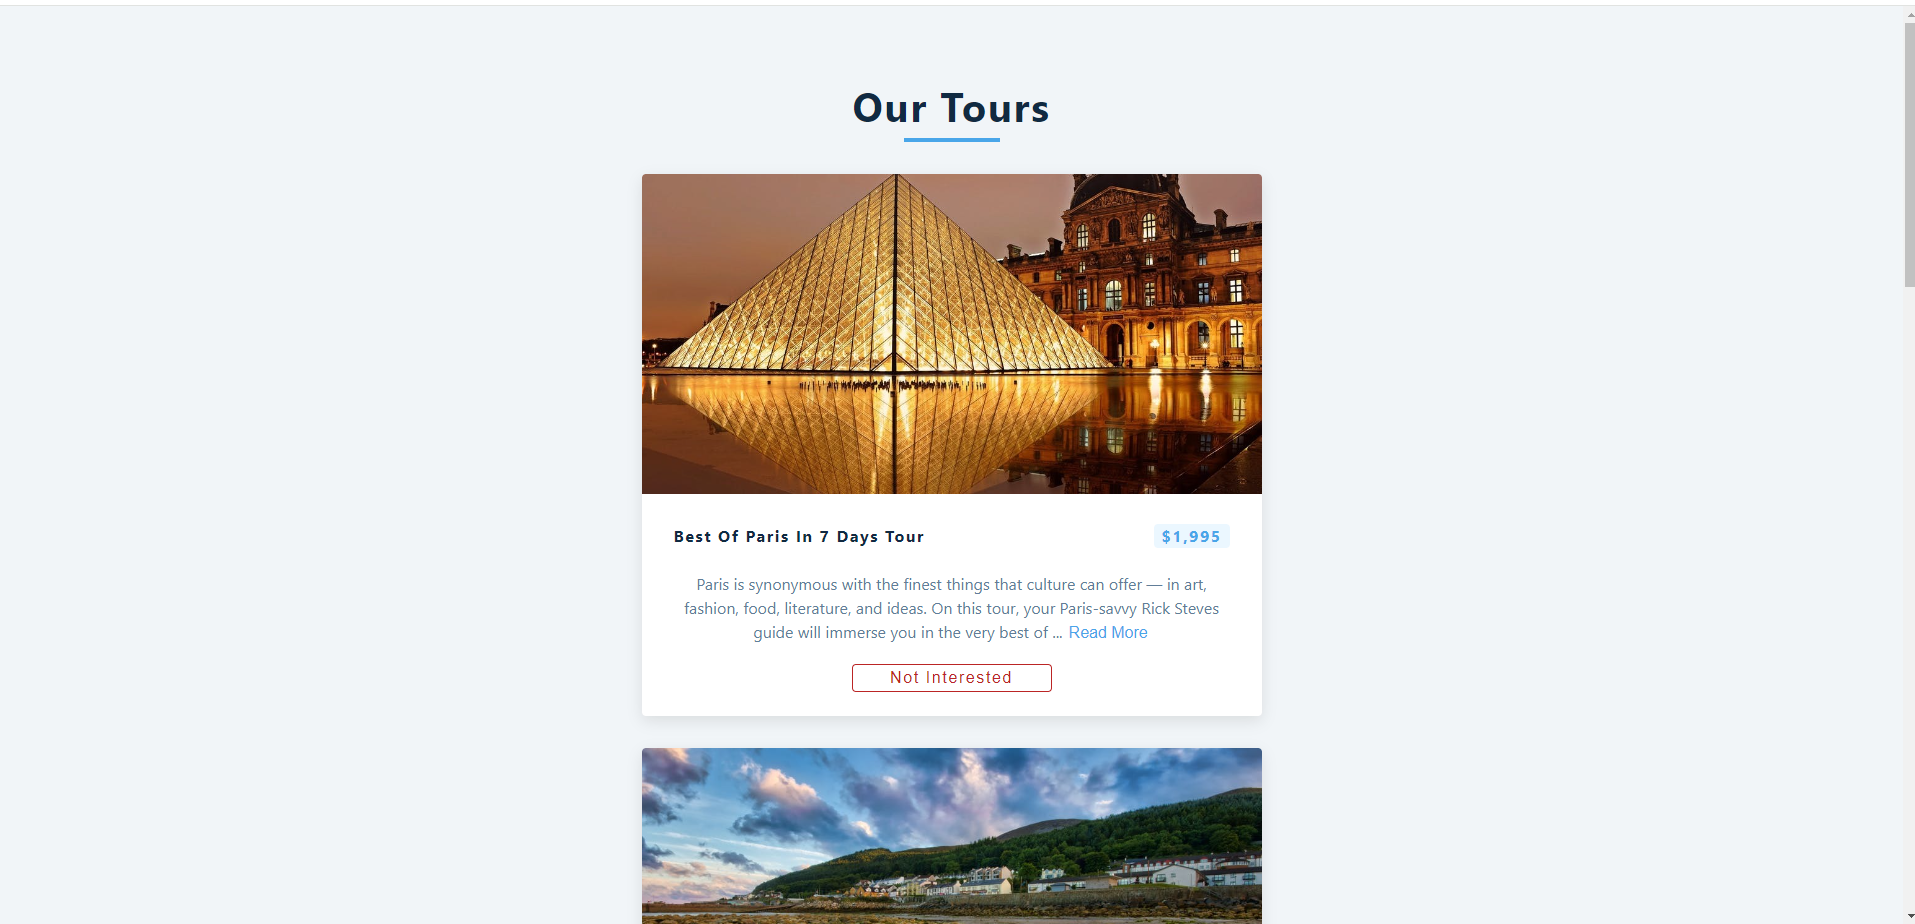 Our Tours
Best Of Paris In 7 Days Tour
$1,995
Paris is synonymous with the finest things that culture can offer — in art,
fashion, food, literature, and ideas. On this tour, your Paris-savvy Rick Steves
guide will immerse you in the very best of ... Read More
Not Interested